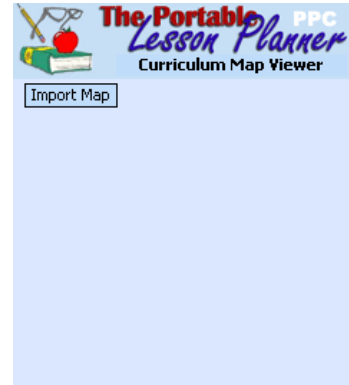 The Portable PPC
Lesson Planner
Curriculum Map Viewer
Import Map